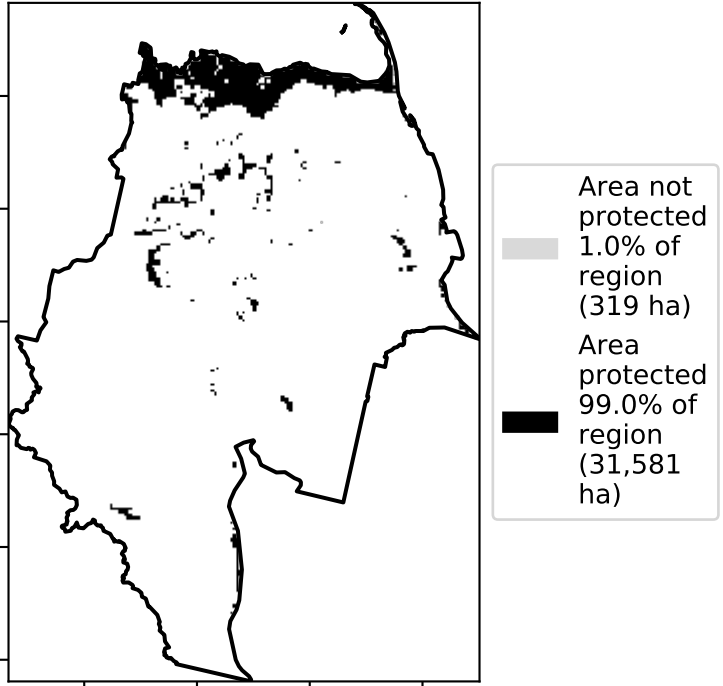 Area not
protected
1.0% of
region
(319 ha)
Area
protected
99.0% of
region
(31,581
ha)